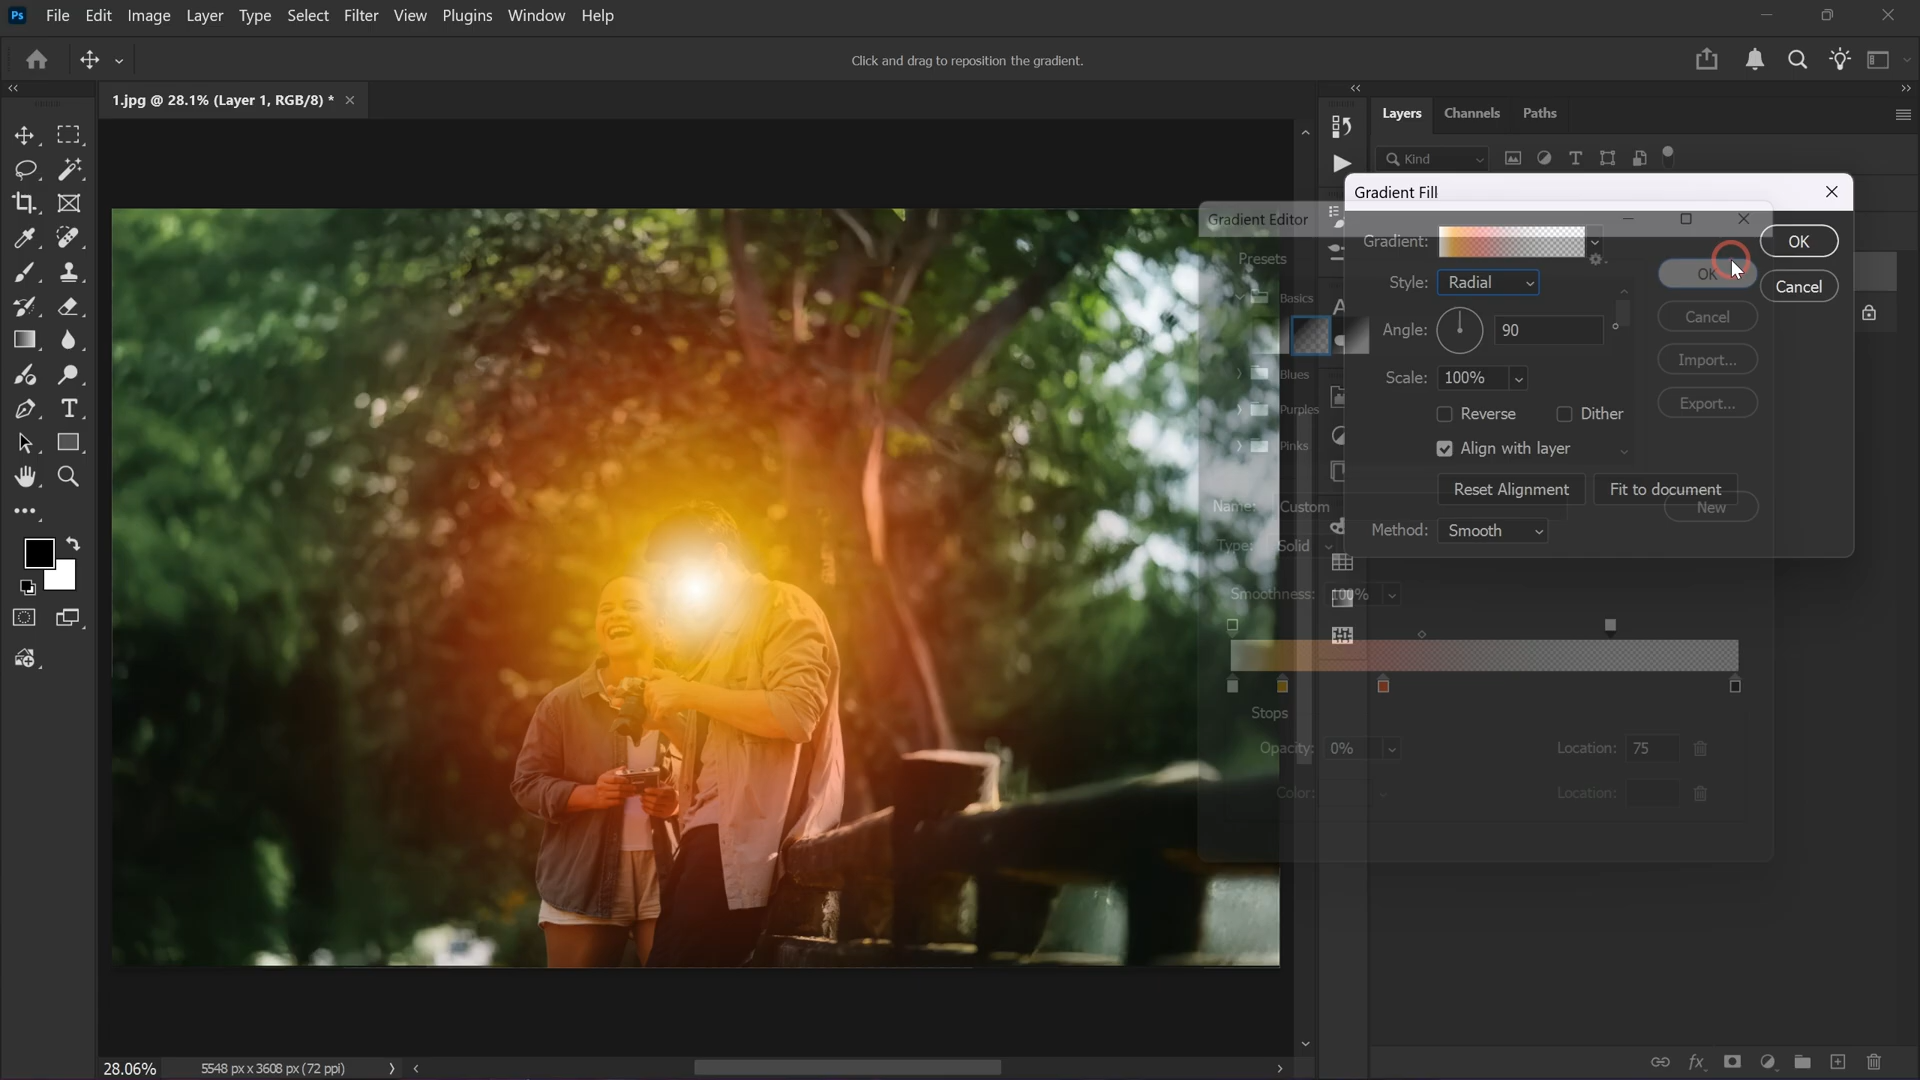 Ps File Edit Image Layer Type Select Filter View Plugins Window Help
Click and drag to reposition the gradient.
1.jpg @ 28.1% (Layer 1, RGB/8) *
Layers Channels Paths
Kind
Gradient Fill
Gradient Editor
Gradient:
OK
Presets
OK
Style: Radial
Cancel
Basics
Cancel
Angle: 90 °
Import...
Blues
Scale: 100%
Export...
Purples
Reverse Dither
Pinks
Align with layer
Reset Alignment Fit to document
Name: Custom
New
Method: Smooth
Type: Solid
Smoothness: 100%
Stops
Opacity: 0% Location: 75
Color: Location:
28.06% 5548 px x 3608 px (72 ppi)